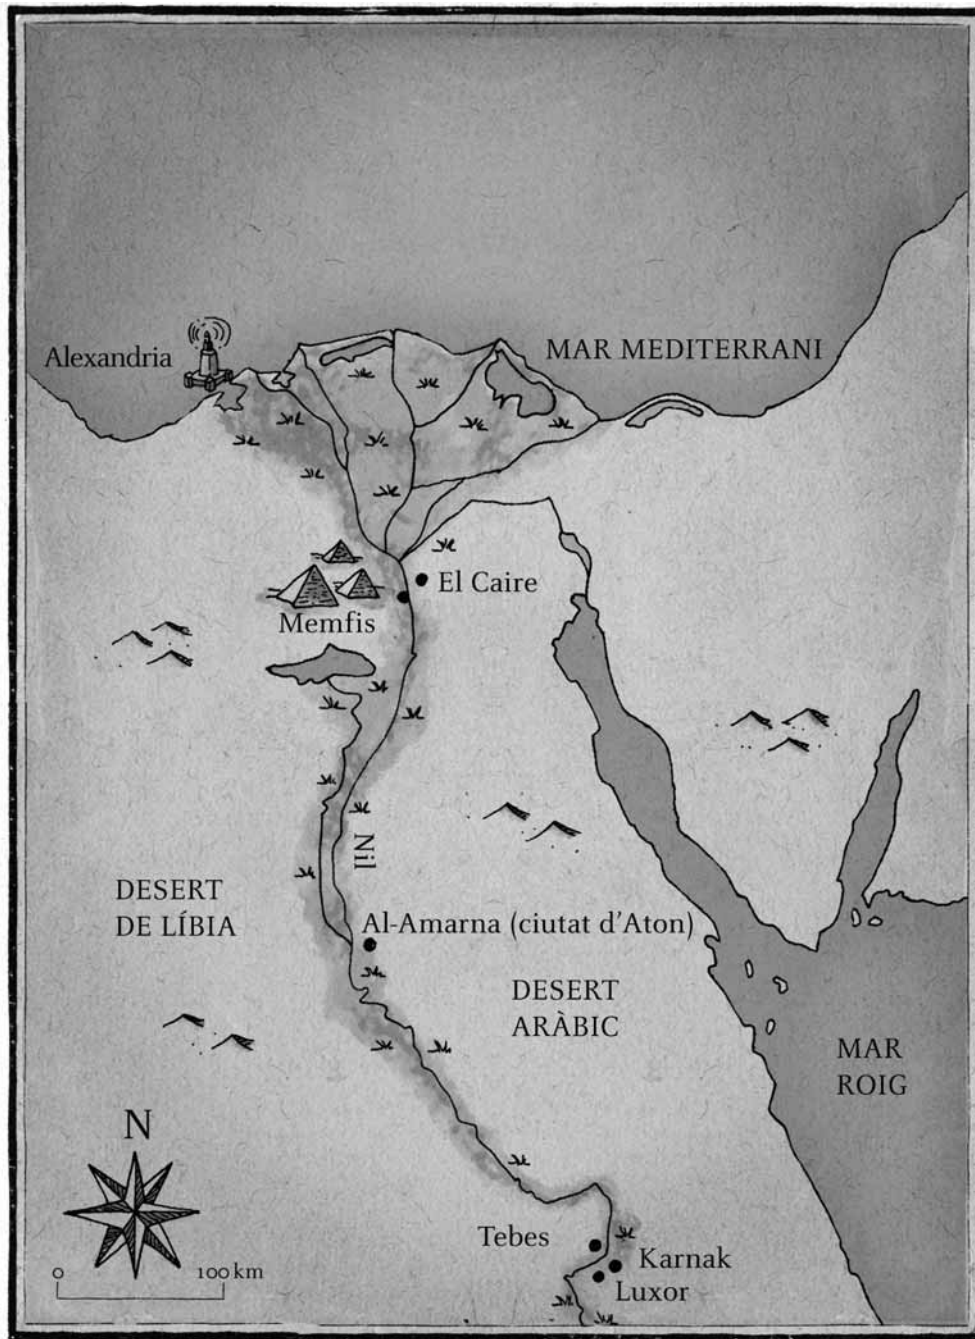 Alexandria
MAR MEDITERRANI
El Caire
Memfis
Nil
DESERT
DE LÍBIA
Al-Amarna (ciutat d'Aton)
DESERT
ARÀBIC
MAR
ROIG
N
0 100 km
Tebes
Karnak
Luxor